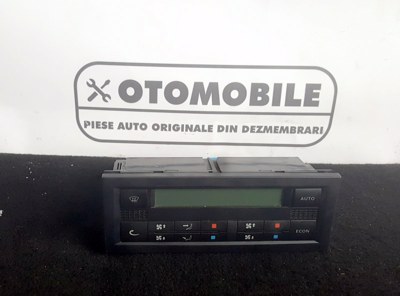 OTOMOBILE
PIESE AUTO ORIGINALE DIN DEZMEMBRARI
AUTO
ECON